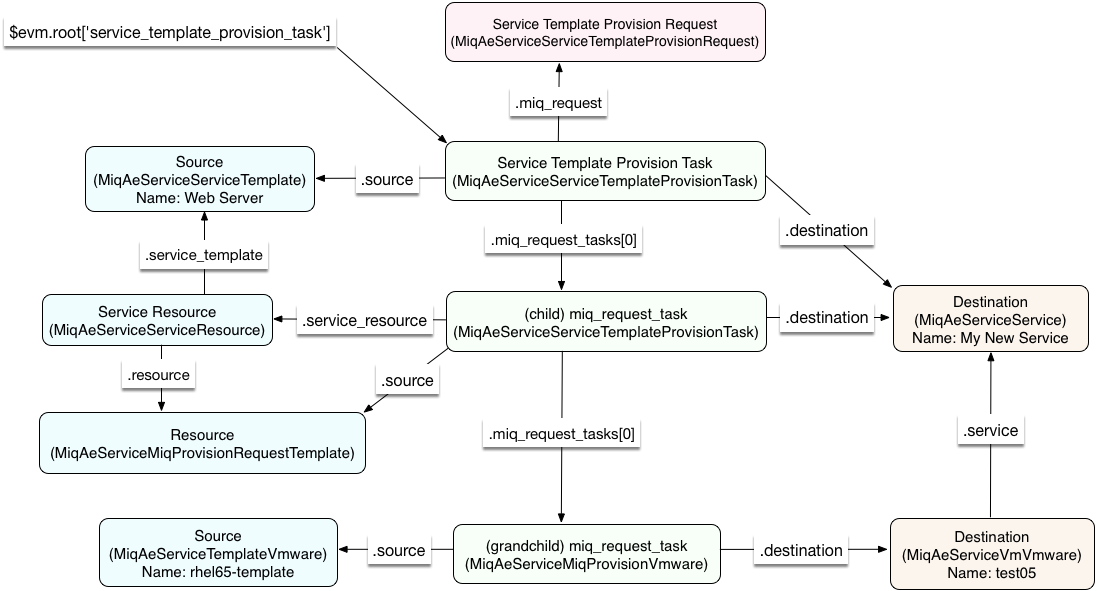 $evm.root['service_template_provision_task']
Service Template Provision Request
(MiqAeServiceServiceTemplateProvisionRequest)
.miq_request
Service Template Provision Task
(MiqAeServiceServiceTemplateProvisionTask)
Source
(MiqAeServiceServiceTemplate)
Name: Web Server
.source
.destination
.miq_request_tasks[0]
.service_template
Service Resource
(MiqAeServiceServiceResource)
.service_resource
(child) miq_request_task
(MiqAeServiceServiceTemplateProvisionTask)
.destination
Destination
(MiqAeServiceService)
Name: My New Service
.resource
.source
Resource
(MiqAeServiceMiqProvisionRequestTemplate)
.miq_request_tasks[0]
.service
Source
(MiqAeServiceTemplateVmware)
Name: rhel65-template
.source
(grandchild) miq_request_task
(MiqAeServiceMiqProvisionVmware)
.destination
Destination
(MiqAeServiceVmVmware)
Name: test05